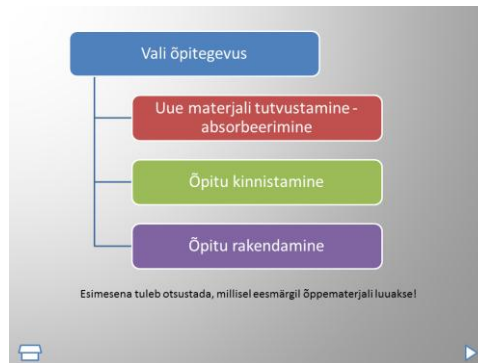 Vali õpitegevus
Uue materjali tutvustamine -
absorbeerimine
Õpitu kinnistamine
Õpitu rakendamine
Esimesena tuleb otsustada, millisel eesmärgil õppematerjali luuakse!